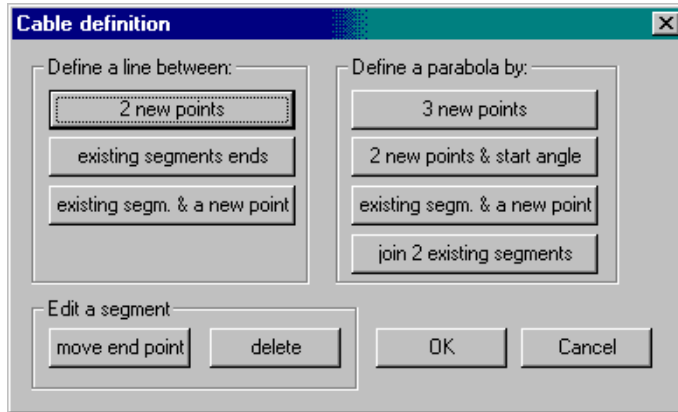 Cable definition
Define a line between:
2 new points
existing segments ends
existing segm. & a new point
Define a parabola by:
3 new points
2 new points & start angle
existing segm. & a new point
join 2 existing segments
Edit a segment
move end point
delete
OK
Cancel